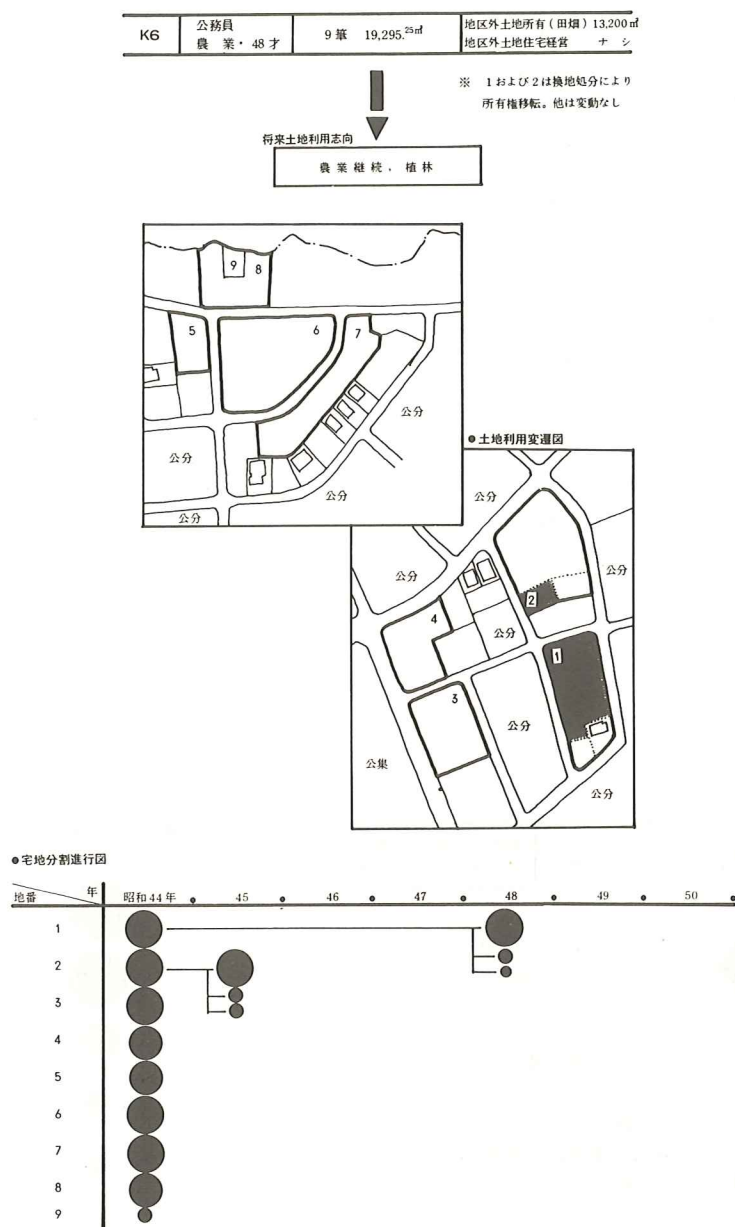 K6
公務員
農業・48才
9筆 19,295.25㎡
地区外土地所有(田畑)13,200㎡
地区外土地住宅経営 ナシ
※ 1および2は換地処分により
所有権移転。他は変動なし
将来土地利用志向
農業継続.植林
9
8
5
6
7
公分
公分
公分
公分
●土地利用変遷図
公分
公分
公分
2
4
公分
1
3
公分
公集
公分
●宅地分割進行図
地番 年 昭和44年 45 46 47 48 49 50
1
2
3
4
5
6
7
8
9